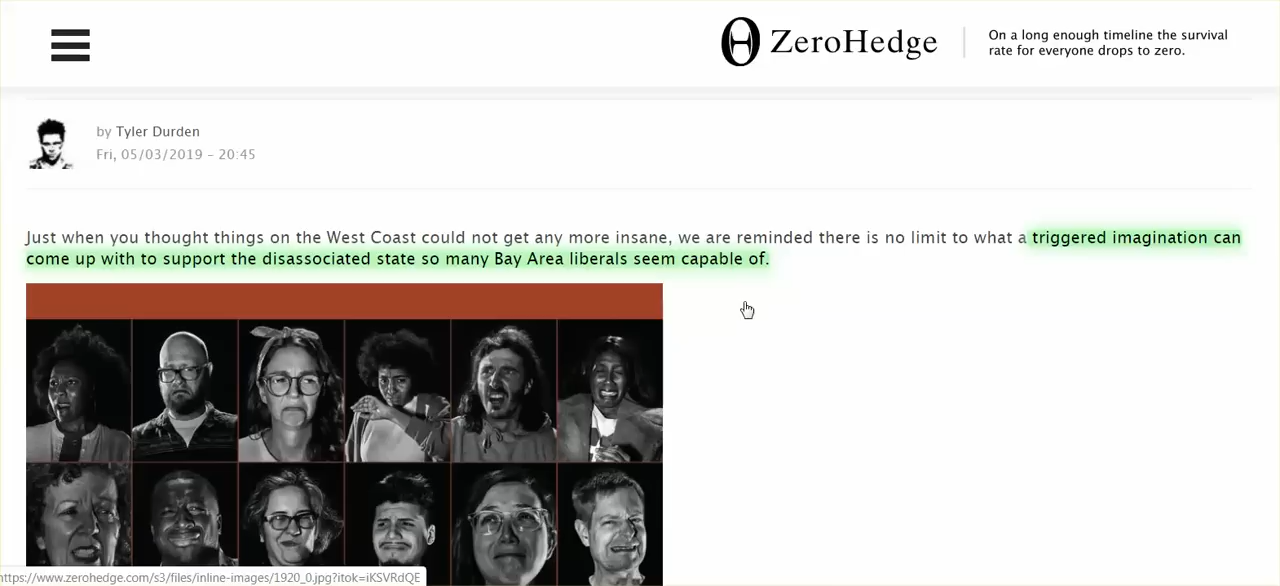 ZeroHedge
On a long enough timeline the survival
rate for everyone drops to zero.
by Tyler Durden
Fri, 05/03/2019 - 20:45
Just when you thought things on the West Coast could not get any more insane, we are reminded there is no limit to what a triggered imagination can
come up with to support the disassociated state so many Bay Area liberals seem capable of.
https://www.zerohedge.com/s3/files/inline-images/1920_0.jpg?itok=iKSVRdQE